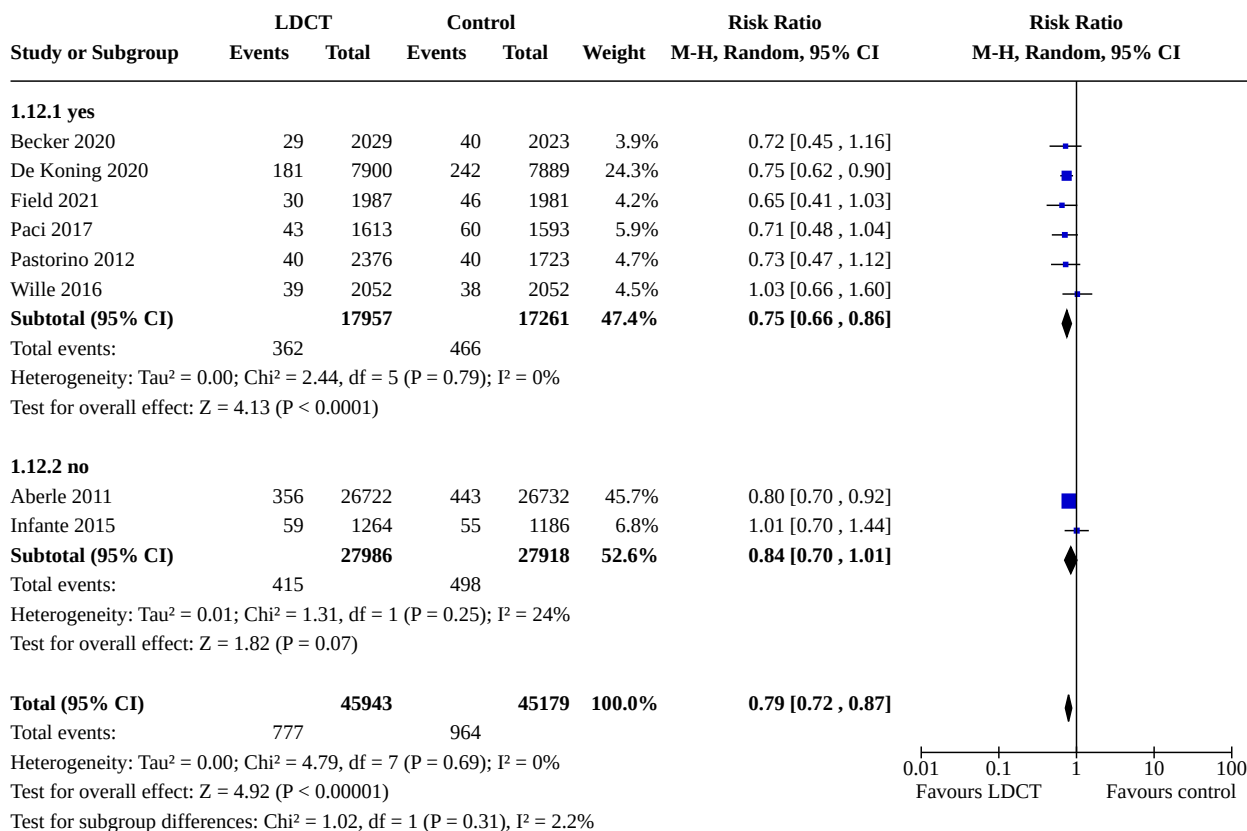 LDCT Control Risk Ratio Risk Ratio
Study or Subgroup Events Total Events Total Weight M-H, Random, 95% CI M-H, Random, 95% CI
1.12.1 yes
Becker 2020 29 2029 40 2023 3.9% 0.72 [0.45 , 1.16]
De Koning 2020 181 7900 242 7889 24.3% 0.75 [0.62 , 0.90]
Field 2021 30 1987 46 1981 4.2% 0.65 [0.41 , 1.03]
Paci 2017 43 1613 60 1593 5.9% 0.71 [0.48 , 1.04]
Pastorino 2012 40 2376 40 1723 4.7% 0.73 [0.47 , 1.12]
Wille 2016 39 2052 38 2052 4.5% 1.03 [0.66 , 1.60]
Subtotal (95% CI) 17957 17261 47.4% 0.75 [0.66 , 0.86]
Total events: 362 466
Heterogeneity: Tau² = 0.00; Chi² = 2.44, df = 5 (P = 0.79); I² = 0%
Test for overall effect: Z = 4.13 (P < 0.0001)
1.12.2 no
Aberle 2011 356 26722 443 26732 45.7% 0.80 [0.70 , 0.92]
Infante 2015 59 1264 55 1186 6.8% 1.01 [0.70 , 1.44]
Subtotal (95% CI) 27986 27918 52.6% 0.84 [0.70 , 1.01]
Total events: 415 498
Heterogeneity: Tau² = 0.01; Chi² = 1.31, df = 1 (P = 0.25); I² = 24%
Test for overall effect: Z = 1.82 (P = 0.07)
Total (95% CI) 45943 45179 100.0% 0.79 [0.72 , 0.87]
Total events: 777 964
Heterogeneity: Tau² = 0.00; Chi² = 4.79, df = 7 (P = 0.69); I² = 0%
0.01 0.1 1 10 100
Test for overall effect: Z = 4.92 (P < 0.00001)
Favours LDCT Favours control
Test for subgroup differences: Chi² = 1.02, df = 1 (P = 0.31), I² = 2.2%